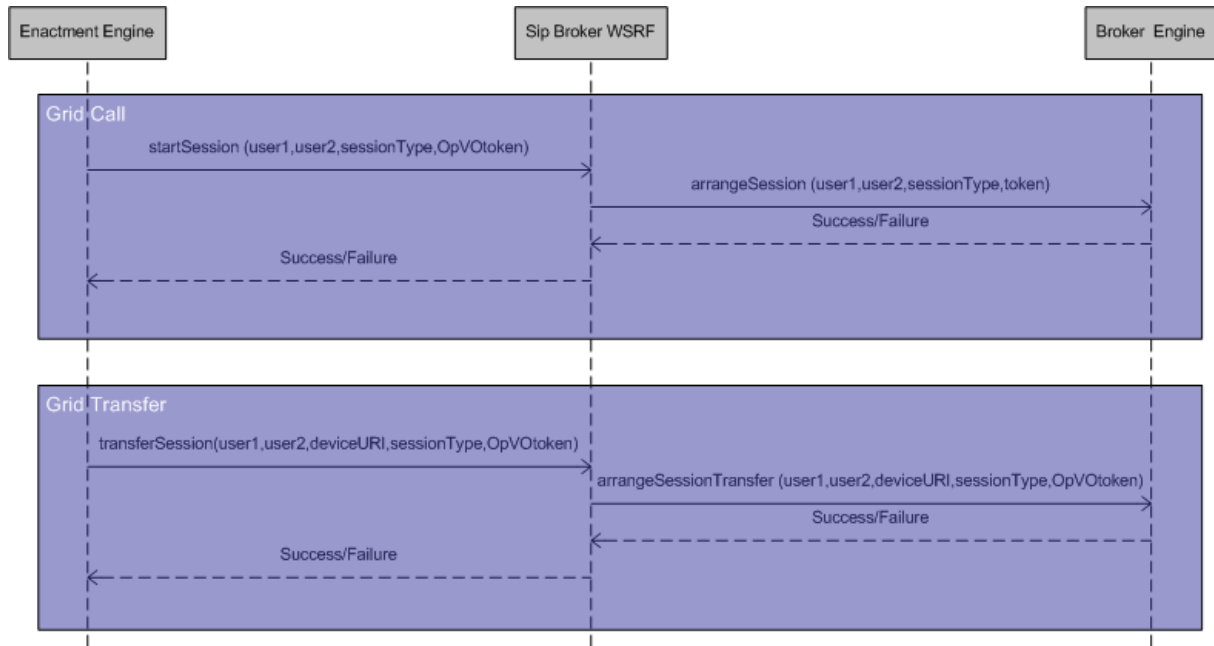 Enactment Engine
Sip Broker WSRF
Broker Engine
Grid Call
startSession (user1,user2,sessionType,OpVOtoken)
arrangeSession (user1,user2,sessionType,token)
Success/Failure
Success/Failure
Grid Transfer
transferSession(user1,user2,deviceURI,sessionType,OpVOtoken)
arrangeSessionTransfer (user1,user2,deviceURI,sessionType,OpVOtoken)
Success/Failure
Success/Failure